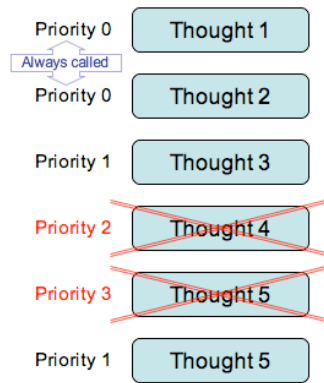 Priority 0 Thought 1
Always called
Priority 0 Thought 2
Priority 1 Thought 3
Priority 2 Thought 4
Priority 3 Thought 5
Priority 1 Thought 5